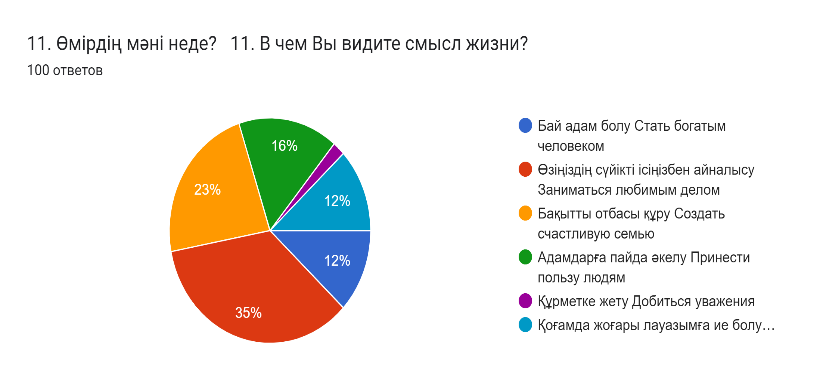 11. Өмірдің мәні неде?   11. В чем Вы видите смысл жизни?
100 ответов
16%
23%
12%
12%
35%
Бай адам болу Стать богатым
человеком
Өзіңіздің сүйікті ісіңізбен айналысу
Заниматься любимым делом
Бақытты отбасы құру Создать
счастливую семью
Адамдарға пайда әкелу Принести
пользу людям
Құрметке жету Добиться уважения
Қоғамда жоғары лауазымға ие болу…